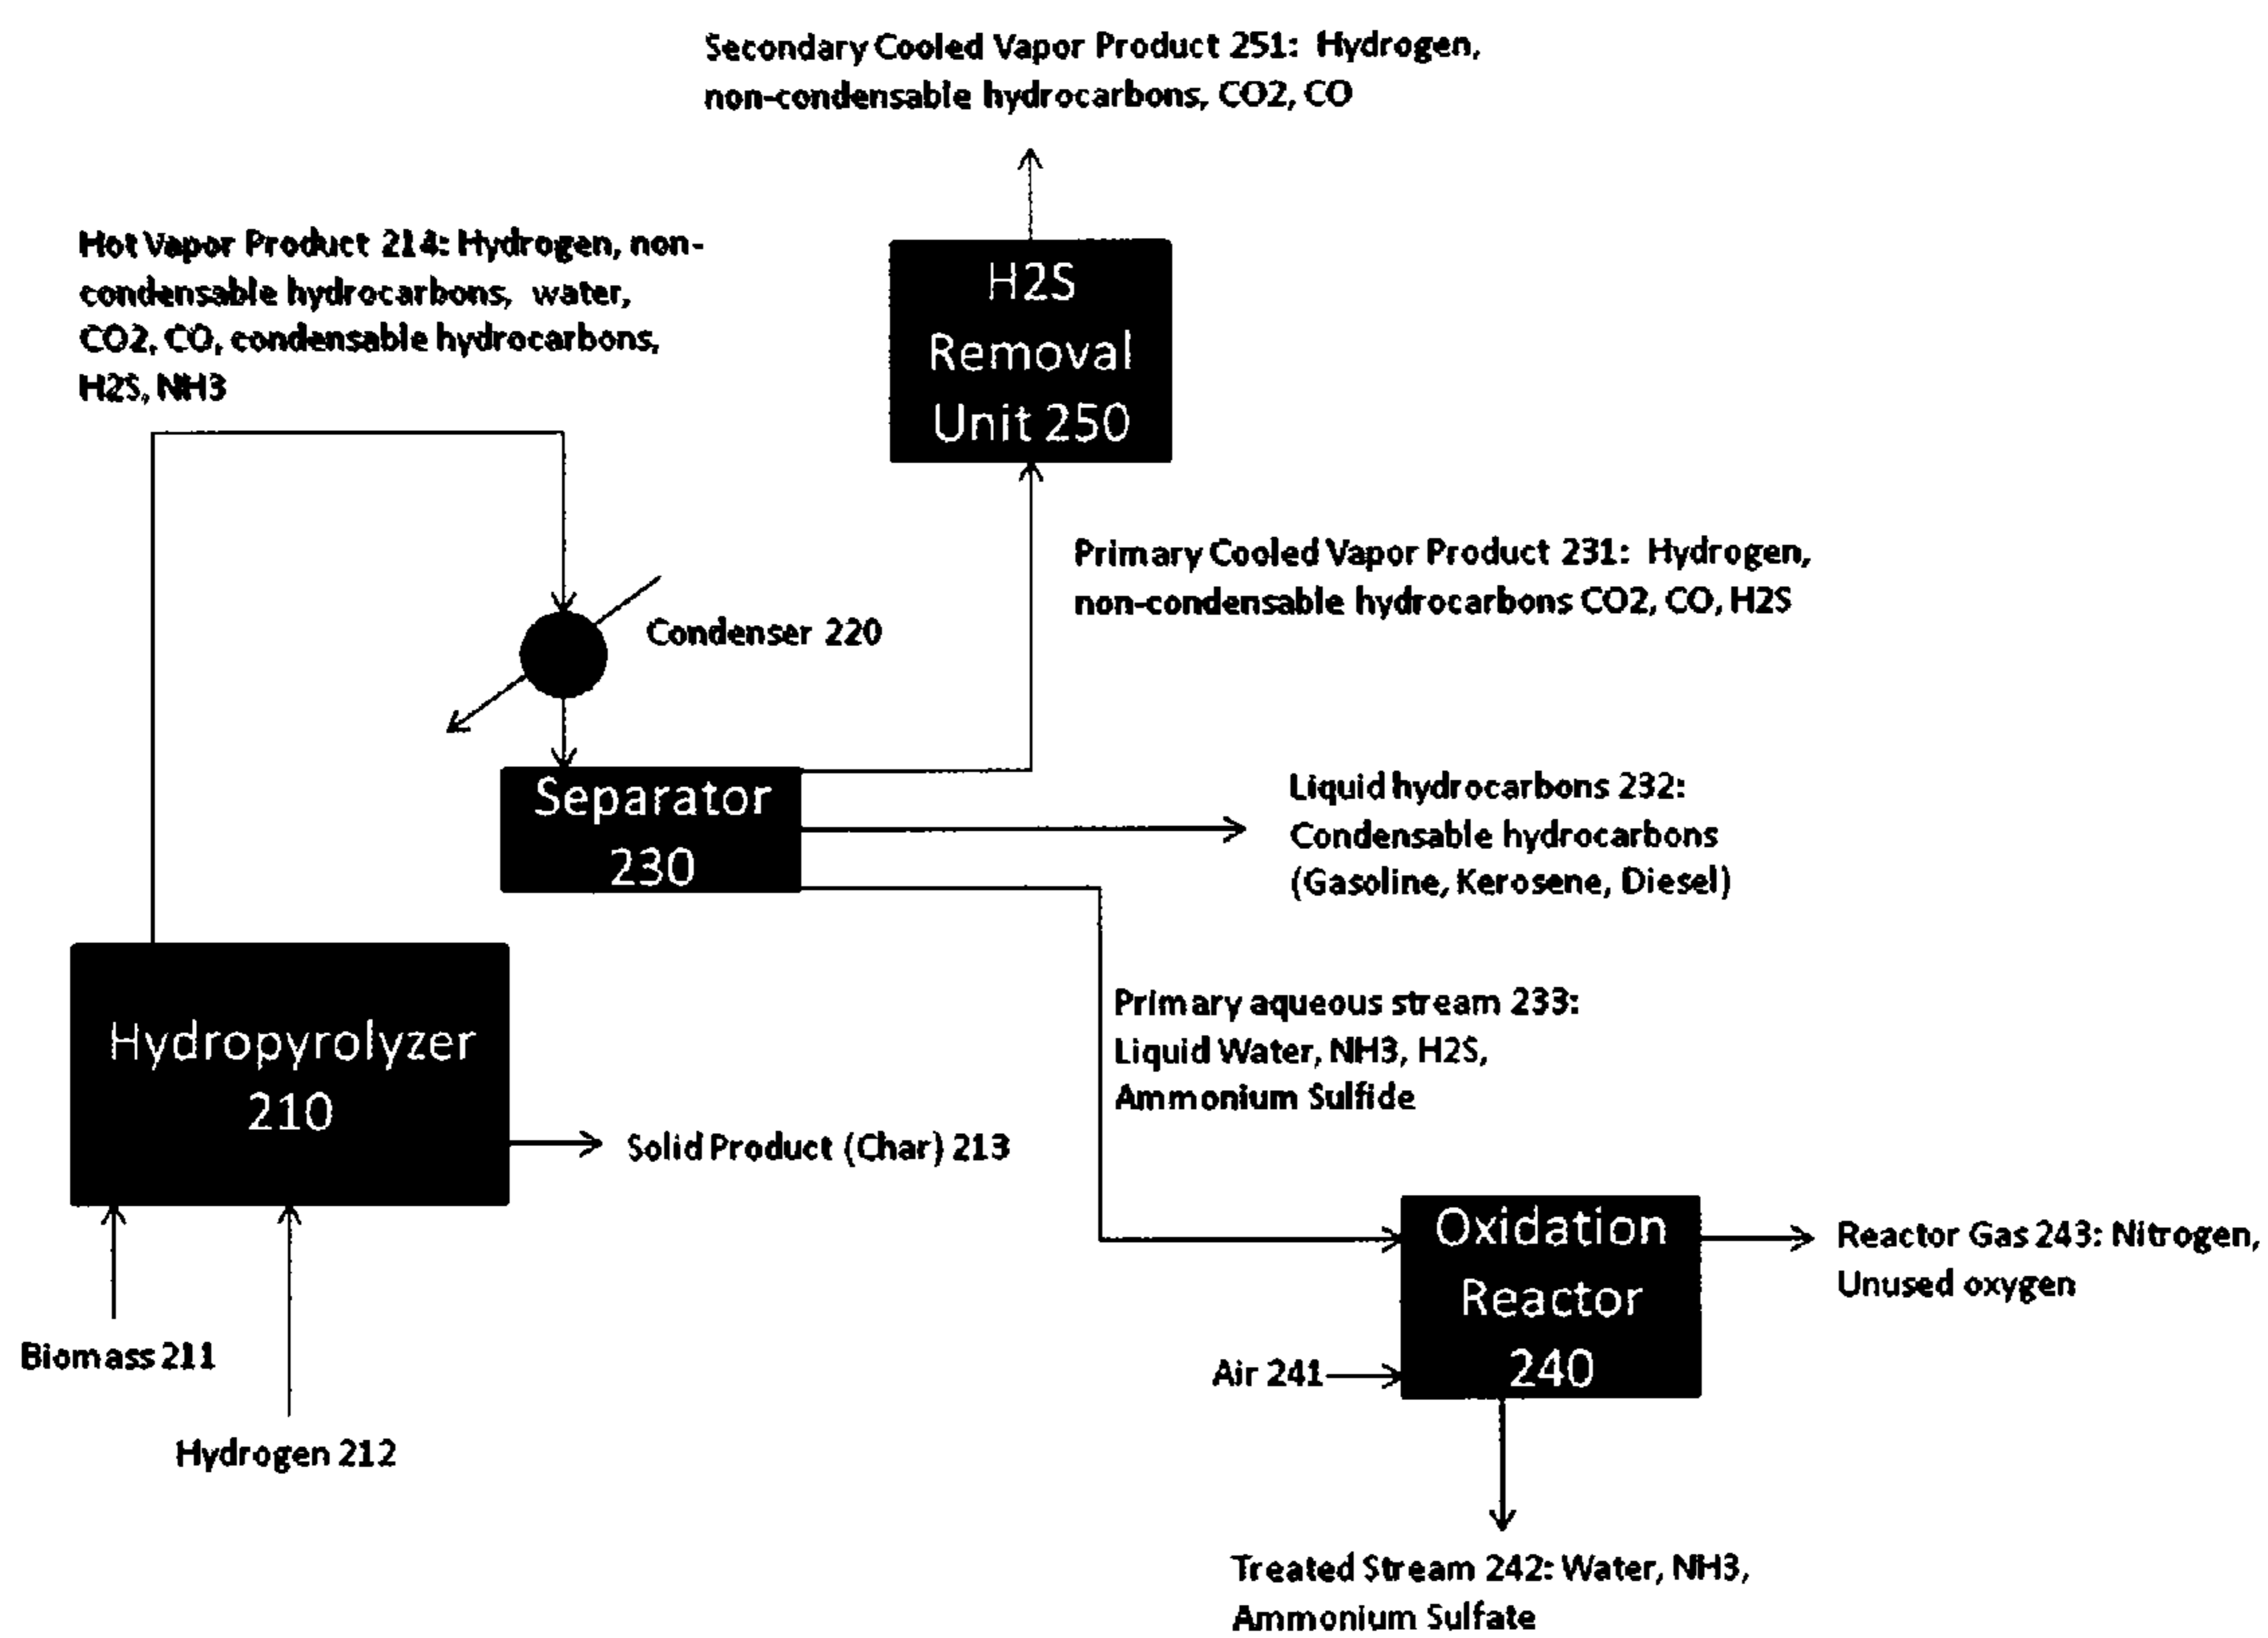 Secondary Cooled Vapor Product 251: Hydrogen,
non-condensable hydrocarbons, CO2, CO
Hot Vapor Product 214: Hydrogen, non-
condensable hydrocarbons, water,
CO2, CO, condensable hydrocarbons,
H2S, NH3
H2S
Removal
Unit 250
Primary Cooled Vapor Product 231: Hydrogen,
non-condensable hydrocarbons CO2, CO, H2S
Condenser 220
Separator
230
Liquid hydrocarbons 232:
Condensable hydrocarbons
(Gasoline, Kerosene, Diesel)
Hydropyrolyzer
210
Primary aqueous stream 233:
Liquid Water, NH3, H2S,
Ammonium Sulfide
Solid Product (Char) 213
Oxidation
Reactor
240
Reactor Gas 243: Nitrogen,
Unused oxygen
Biomass 211
Air 241
Hydrogen 212
Treated Stream 242: Water, NH3,
Ammonium Sulfate